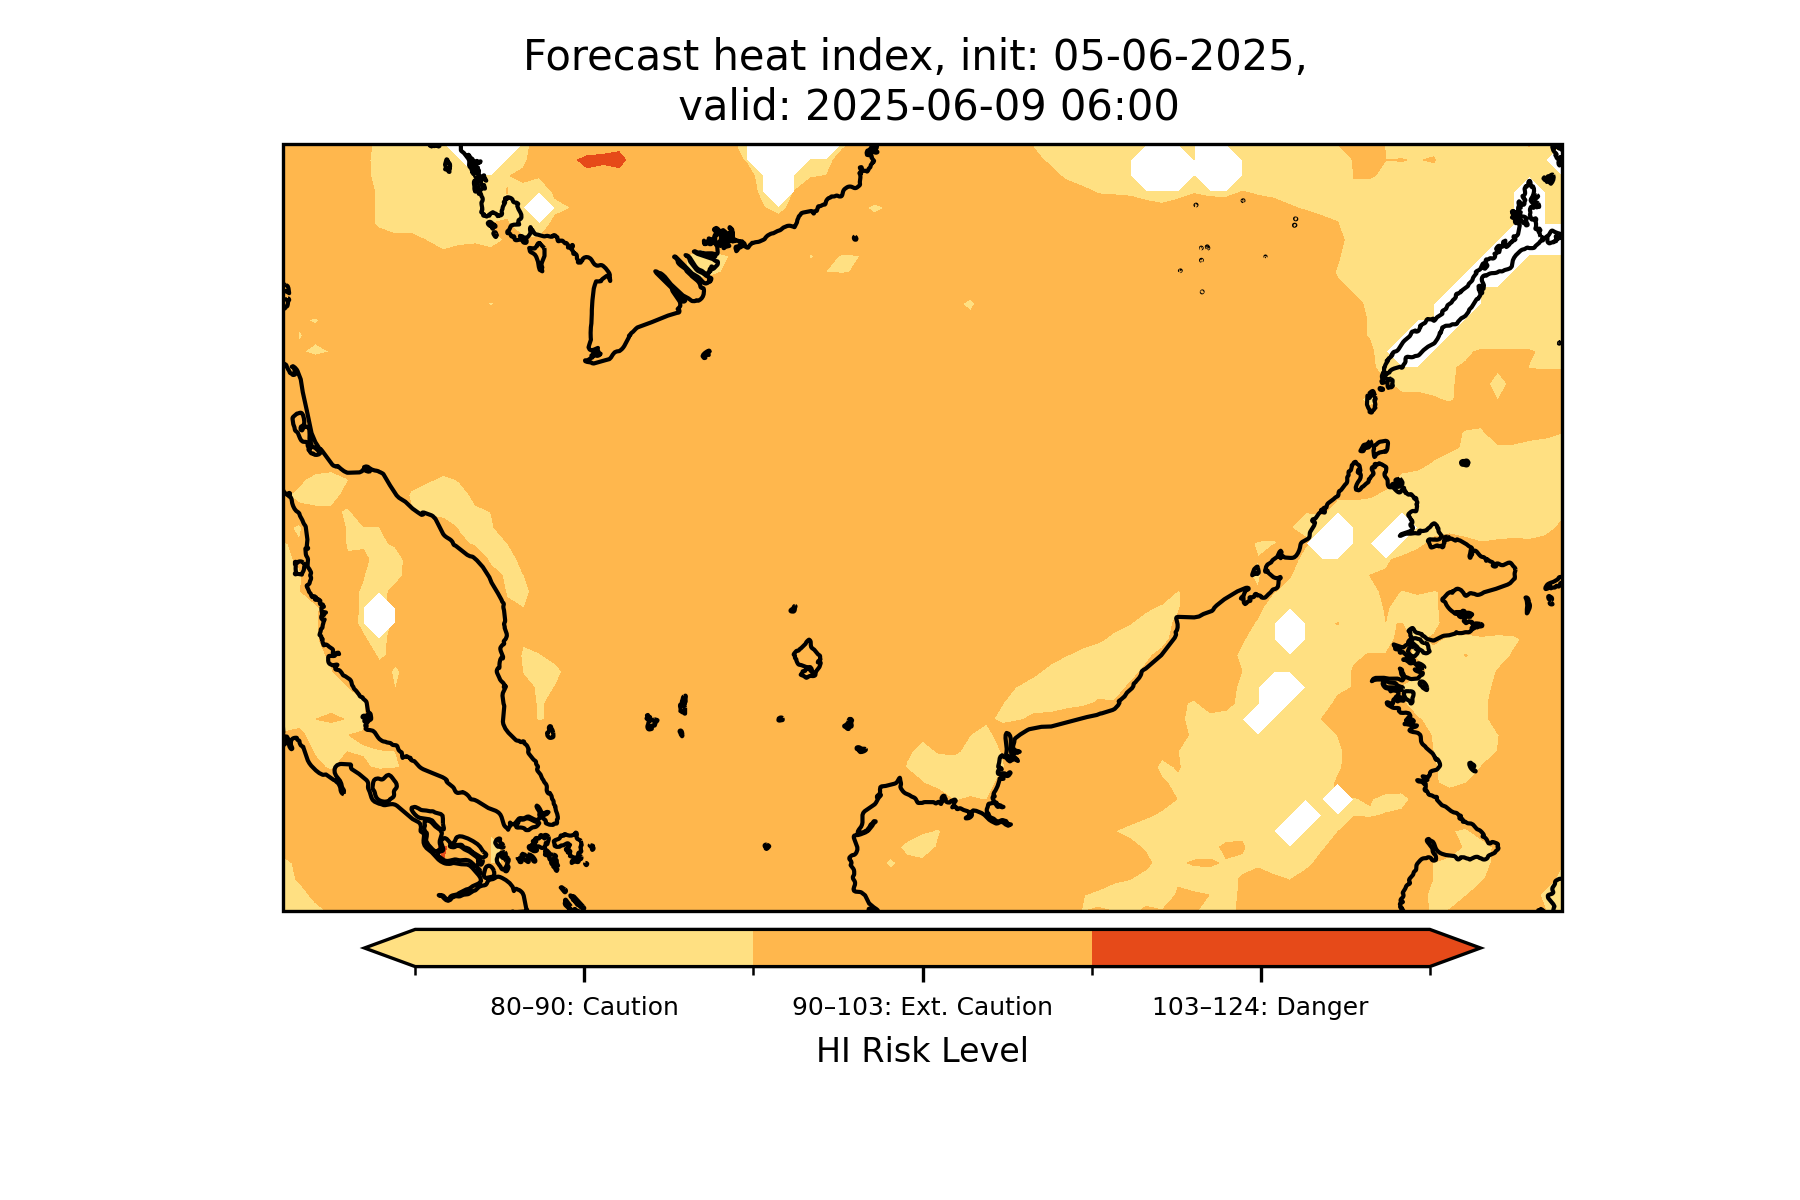 Forecast heat index, init: 05-06-2025,
valid: 2025-06-09 06:00
80–90: Caution
90–103: Ext. Caution
103–124: Danger
HI Risk Level